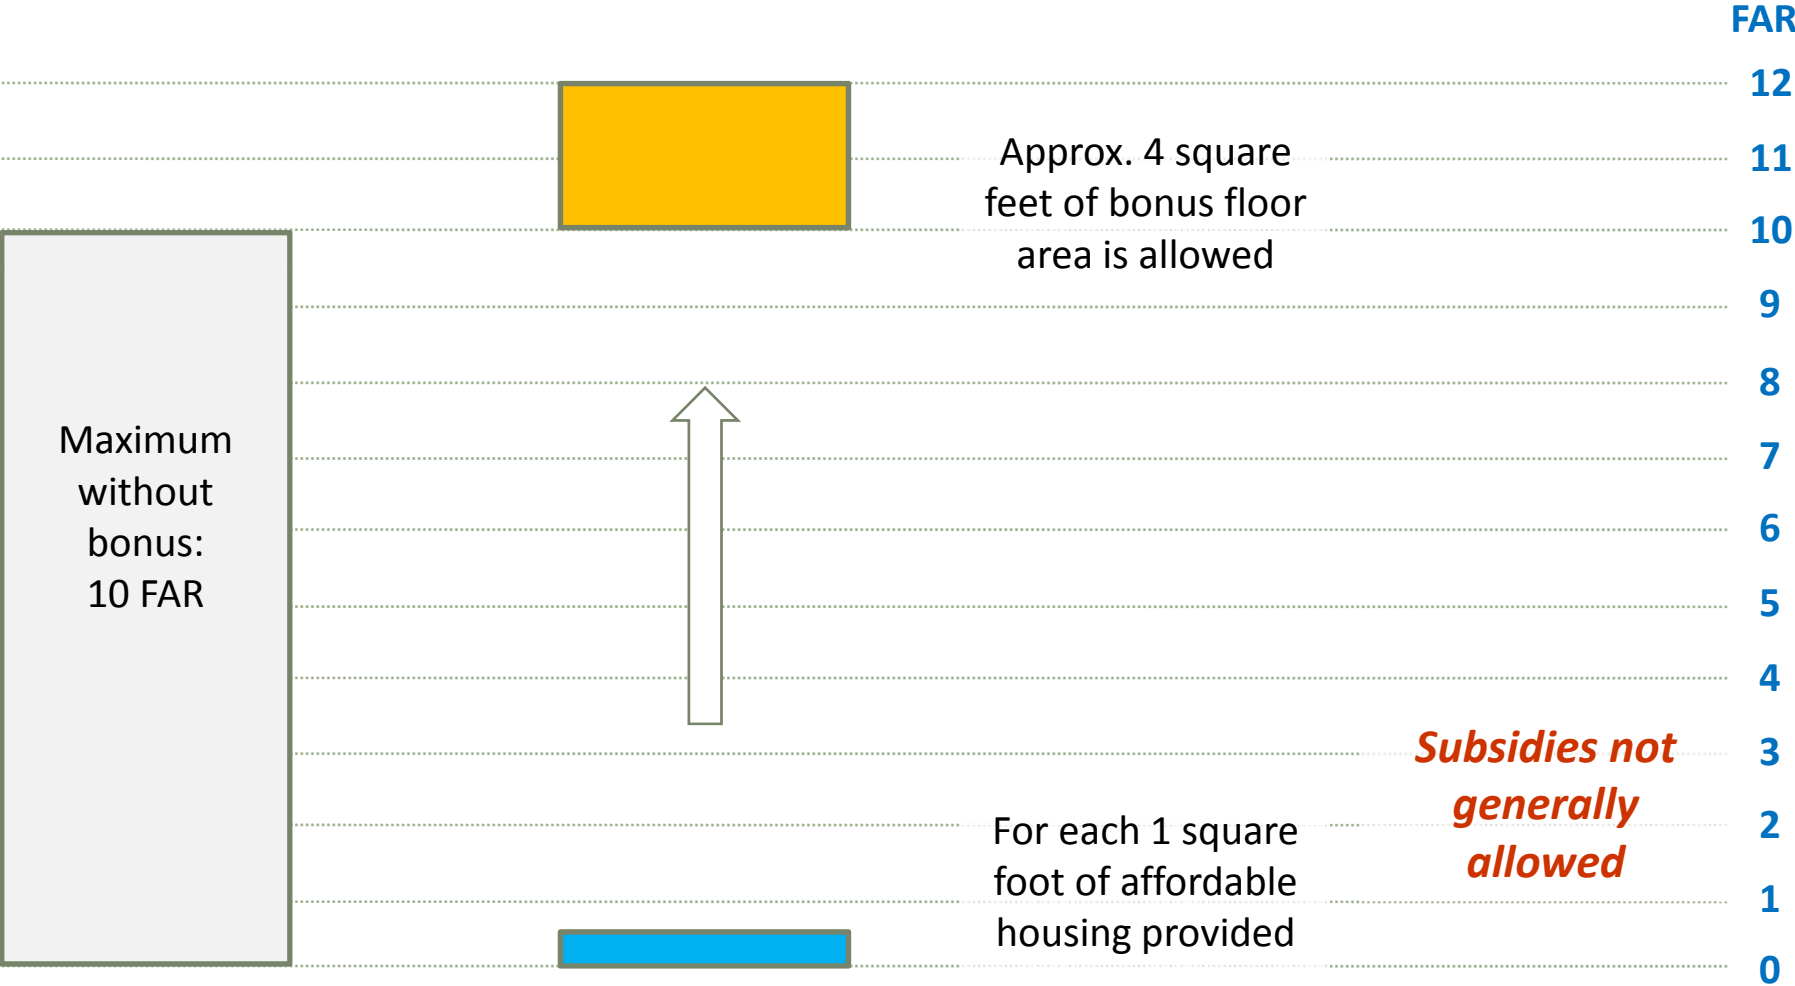 FAR
12
11
10
9
8
7
6
5
4
3
2
1
0
Approx. 4 square
feet of bonus floor
area is allowed
Maximum
without
bonus:
10 FAR
Subsidies not
generally
allowed
For each 1 square
foot of affordable
housing provided